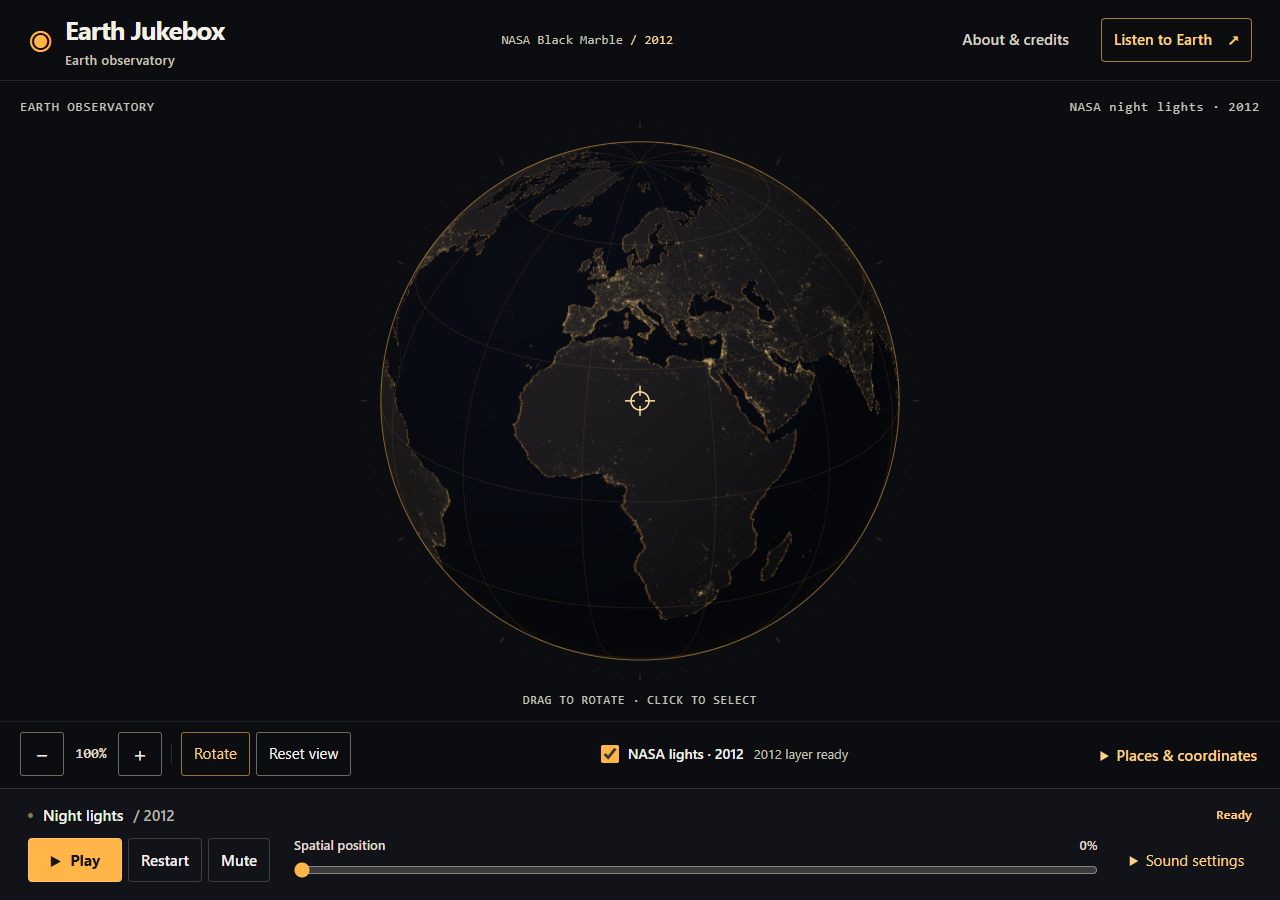 Earth Jukebox
Earth observatory
NASA Black Marble / 2012
About & credits
Listen to Earth ↗
EARTH OBSERVATORY
NASA night lights · 2012
DRAG TO ROTATE · CLICK TO SELECT
− 100% +
Rotate
Reset view
NASA lights · 2012 2012 layer ready
▶ Places & coordinates
• Night lights / 2012
Ready
▶ Play
Restart
Mute
Spatial position
0%
▶ Sound settings